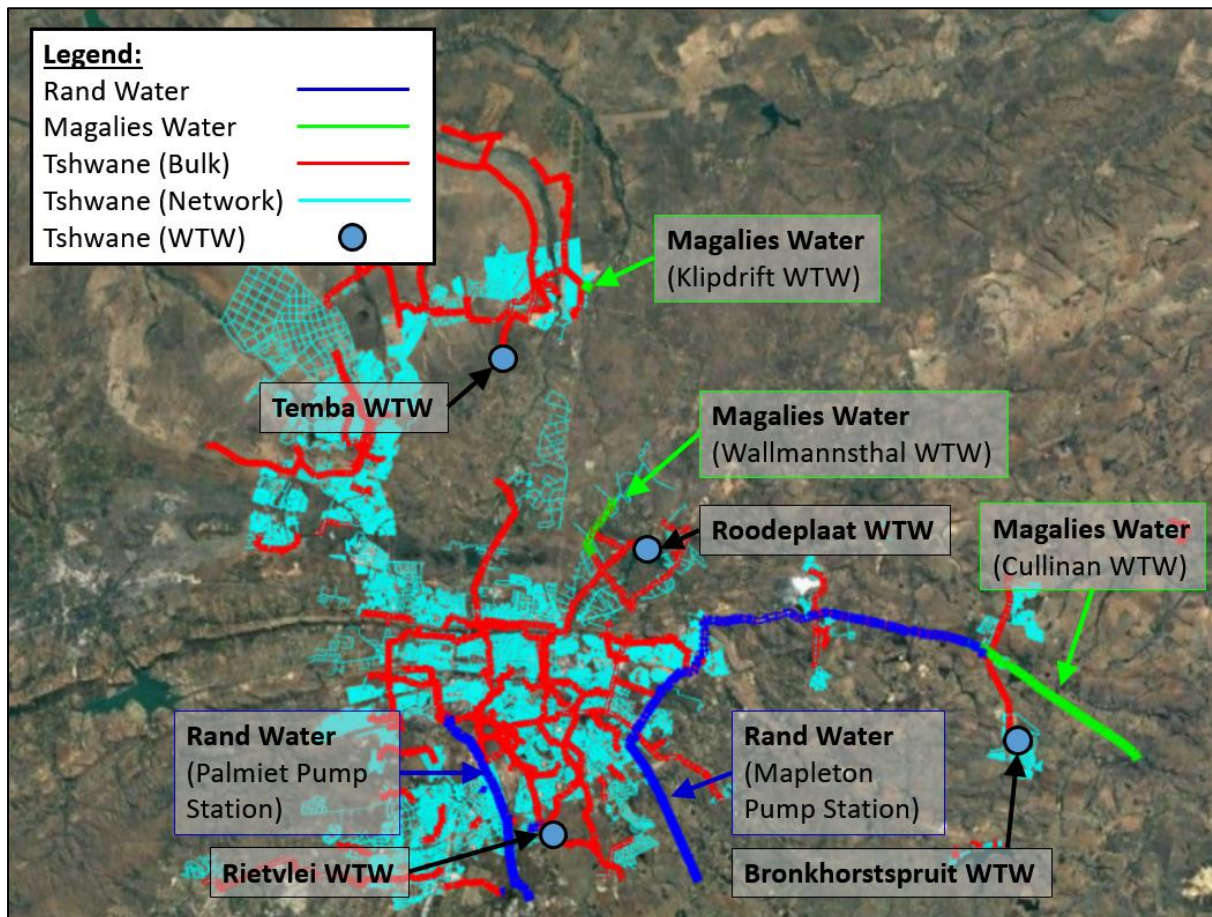 Legend:
Rand Water
Magalies Water
Tshwane (Bulk)
Tshwane (Network)
Tshwane (WTW)
Magalies Water
(Klipdrift WTW)
Temba WTW
Magalies Water
(Wallmannsthal WTW)
Roodeplaat WTW
Magalies Water
(Cullinan WTW)
Rand Water
(Palmiet Pump
Station)
Rand Water
(Mapleton
Pump Station)
Rietvlei WTW
Bronkhorstspruit WTW